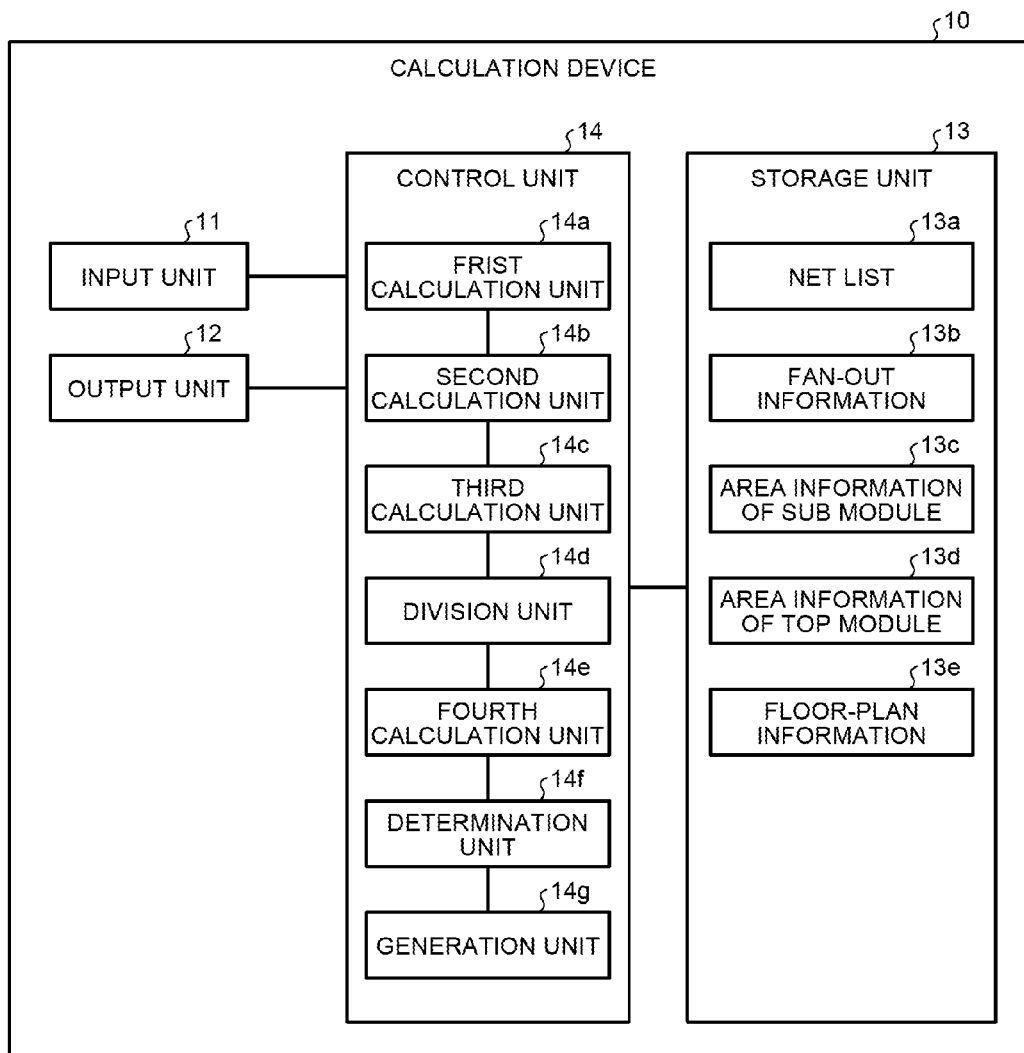 10
CALCULATION DEVICE
11
INPUT UNIT
12
OUTPUT UNIT
14
CONTROL UNIT
14a
FRIST
CALCULATION UNIT
14b
SECOND
CALCULATION UNIT
14c
THIRD
CALCULATION UNIT
14d
DIVISION UNIT
14e
FOURTH
CALCULATION UNIT
14f
DETERMINATION
UNIT
14g
GENERATION UNIT
13
STORAGE UNIT
13a
NET LIST
13b
FAN-OUT
INFORMATION
13c
AREA INFORMATION
OF SUB MODULE
13d
AREA INFORMATION
OF TOP MODULE
13e
FLOOR-PLAN
INFORMATION